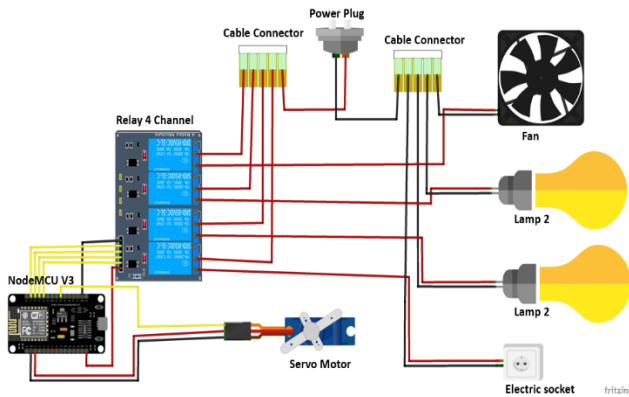 Power Plug
Cable Connector
Cable Connector
Relay 4 Channel
Fan
Lamp 2
NodeMCU V3
Lamp 2
Servo Motor
Electric socket
fritzin